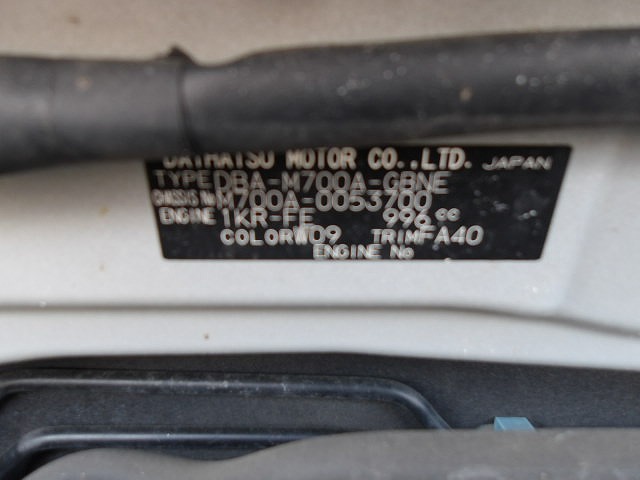 DAIHATSU MOTOR CO.,LTD. JAPAN
TYPE DBA-M700A-GBNE
CHASSIS No M700A-0053700
ENGINE 1KR-FE 996cc
COLOR W09 TRIM FA40
ENGINE No